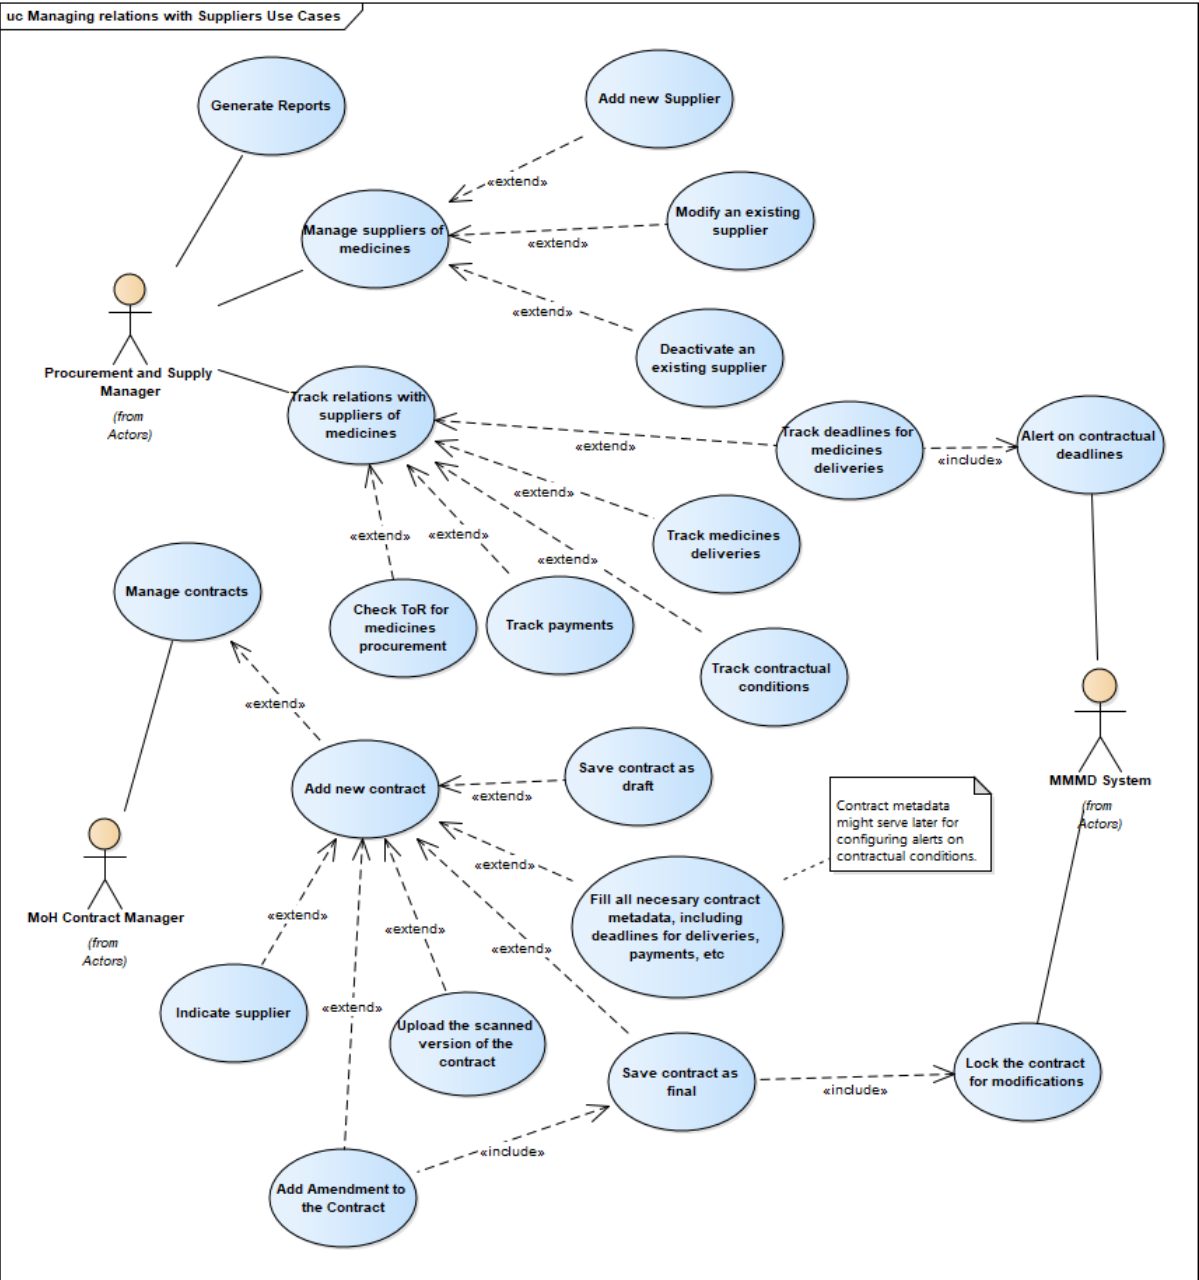 uc Managing relations with Suppliers Use Cases
Generate Reports
Add new Supplier
«extend»
Manage suppliers of
medicines
Modify an existing
supplier
«extend»
«extend»
Deactivate an
existing supplier
Procurement and Supply
Manager
(from
Actors)
Track relations with
suppliers of
medicines
«extend»
Track deadlines for
medicines
deliveries
«include»
Alert on contractual
deadlines
«extend»
Track medicines
deliveries
«extend»
«extend»
«extend»
Manage contracts
Check ToR for
medicines
procurement
Track payments
Track contractual
conditions
«extend»
Add new contract
«extend»
Save contract as
draft
MMMD System
(from
Actors)
Contract metadata
might serve later for
configuring alerts on
contractual conditions.
MoH Contract Manager
(from
Actors)
«extend»
Fill all necesary contract
metadata, including
deadlines for deliveries,
payments, etc
«extend»
«extend»
«extend»
«extend»
Indicate supplier
Upload the scanned
version of the
contract
Save contract as
final
«include»
Lock the contract
for modifications
«include»
Add Amendment to
the Contract